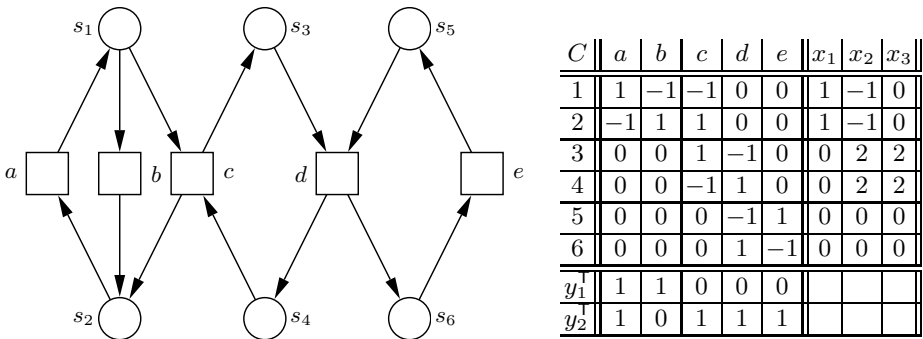 s1 s3 s5
a b c d e
s2 s4 s6
C a b c d e x1 x2 x3
1 1 −1 −1 0 0 1 −1 0
2 −1 1 1 0 0 1 −1 0
3 0 0 1 −1 0 0 2 2
4 0 0 −1 1 0 0 2 2
5 0 0 0 −1 1 0 0 0
6 0 0 0 1 −1 0 0 0
y1⊤ 1 1 0 0 0
y2⊤ 1 0 1 1 1